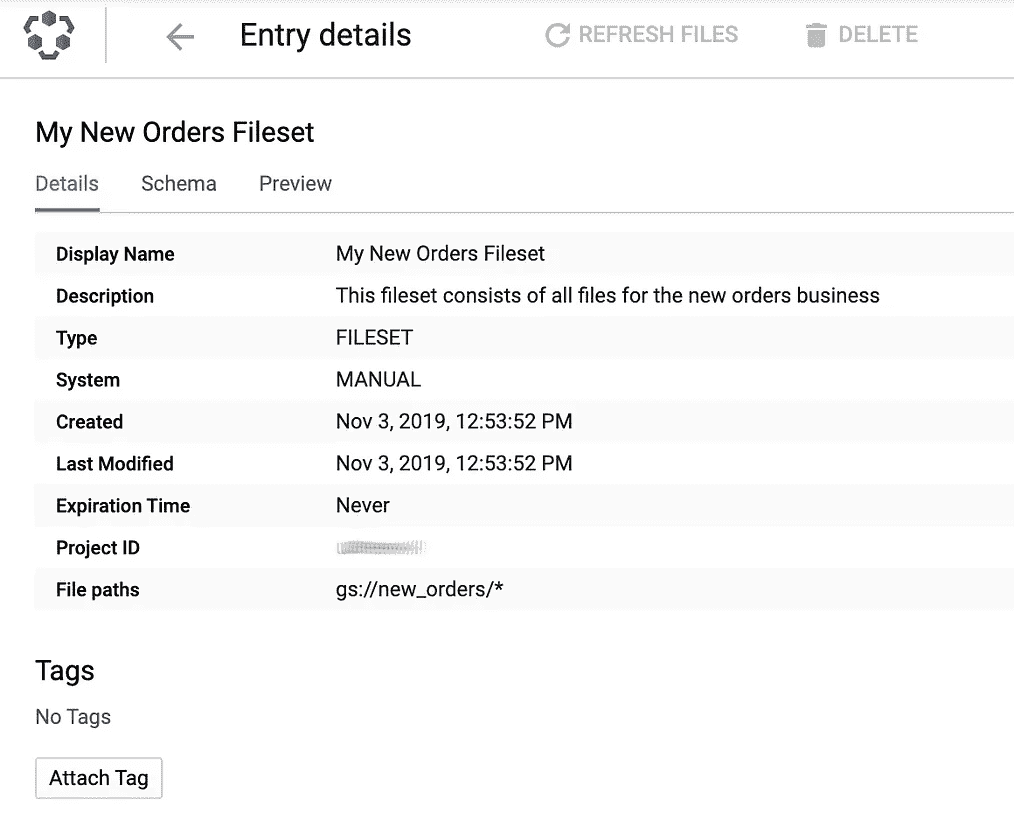 Entry details REFRESH FILES DELETE
My New Orders Fileset
Details Schema Preview
Display Name My New Orders Fileset
Description This fileset consists of all files for the new orders business
Type FILESET
System MANUAL
Created Nov 3, 2019, 12:53:52 PM
Last Modified Nov 3, 2019, 12:53:52 PM
Expiration Time Never
Project ID
File paths gs://new_orders/*
Tags
No Tags
Attach Tag